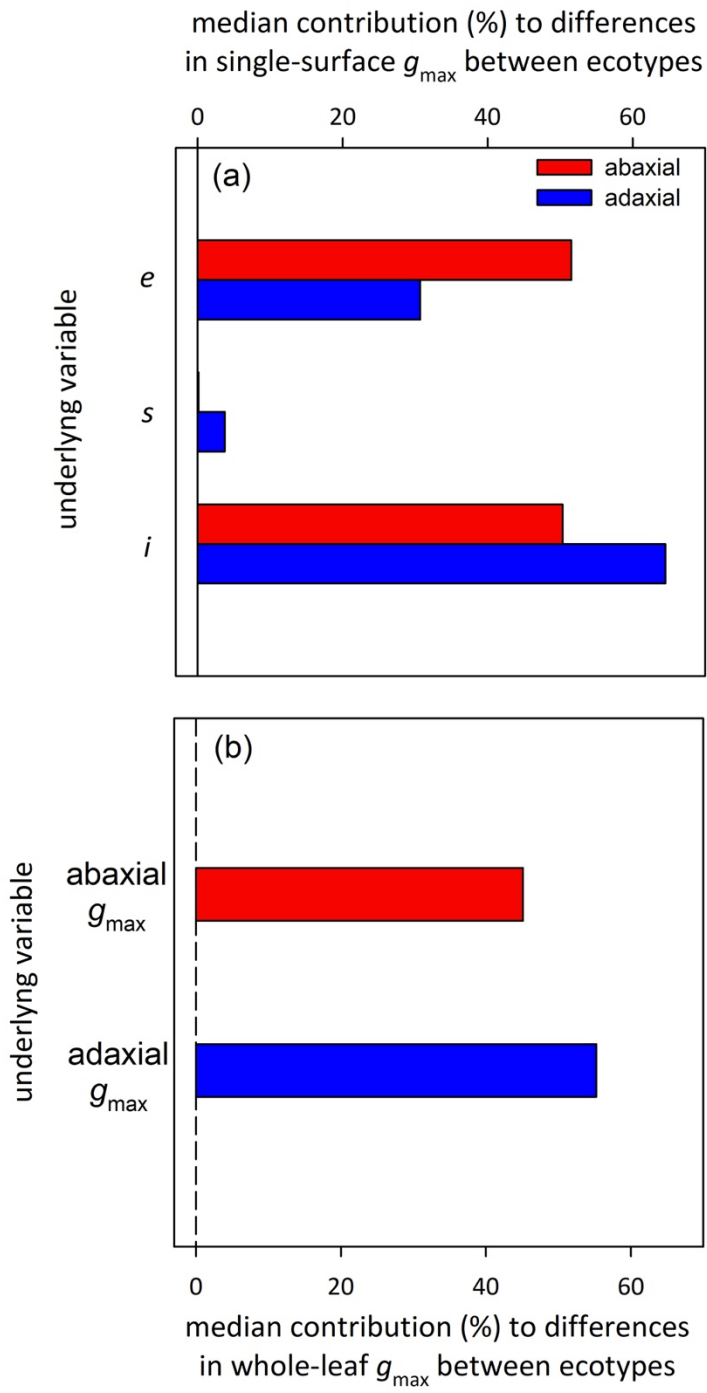 median contribution (%) to differences
in single-surface gmax between ecotypes
0 20 40 60
(a)
abaxial
adaxial
e
s
i
underlyng variable
(b)
abaxial
gmax
adaxial
gmax
underlyng variable
0 20 40 60
median contribution (%) to differences
in whole-leaf gmax between ecotypes